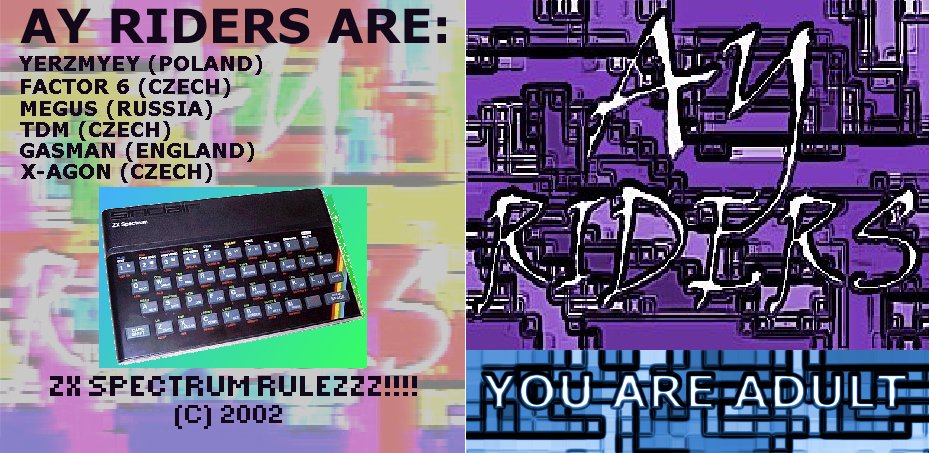 AY RIDERS ARE:
YERZMYEY (POLAND)
FACTOR 6 (CZECH)
MEGUS (RUSSIA)
TDM (CZECH)
GASMAN (ENGLAND)
X-AGON (CZECH)
sinclair
ZX Spectrum
ZX SPECTRUM RULEZZZ!!!!
(C) 2002
AY
RIDERS
YOU ARE ADULT